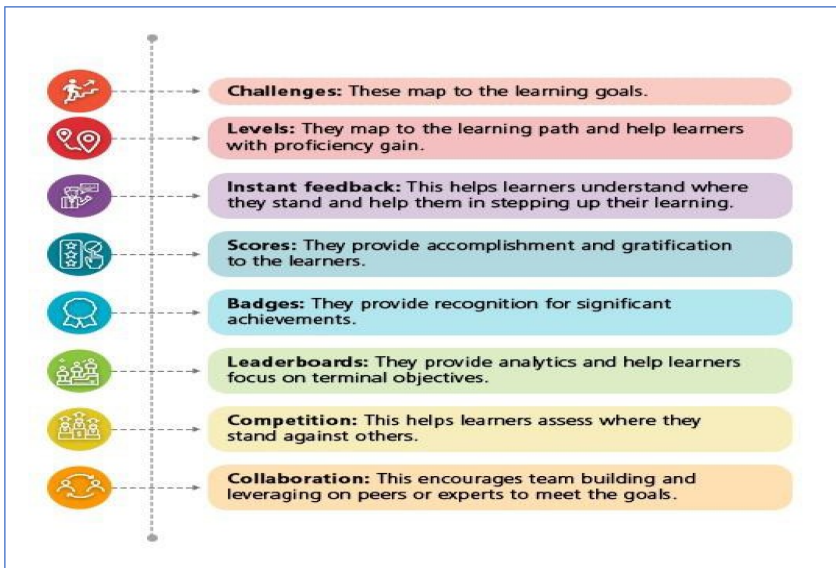 Challenges: These map to the learning goals.
Levels: They map to the learning path and help learners
with proficiency gain.
Instant feedback: This helps learners understand where
they stand and help them in stepping up their learning.
Scores: They provide accomplishment and gratification
to the learners.
Badges: They provide recognition for significant
achievements.
Leaderboards: They provide analytics and help learners
focus on terminal objectives.
Competition: This helps learners assess where they
stand against others.
Collaboration: This encourages team building and
leveraging on peers or experts to meet the goals.